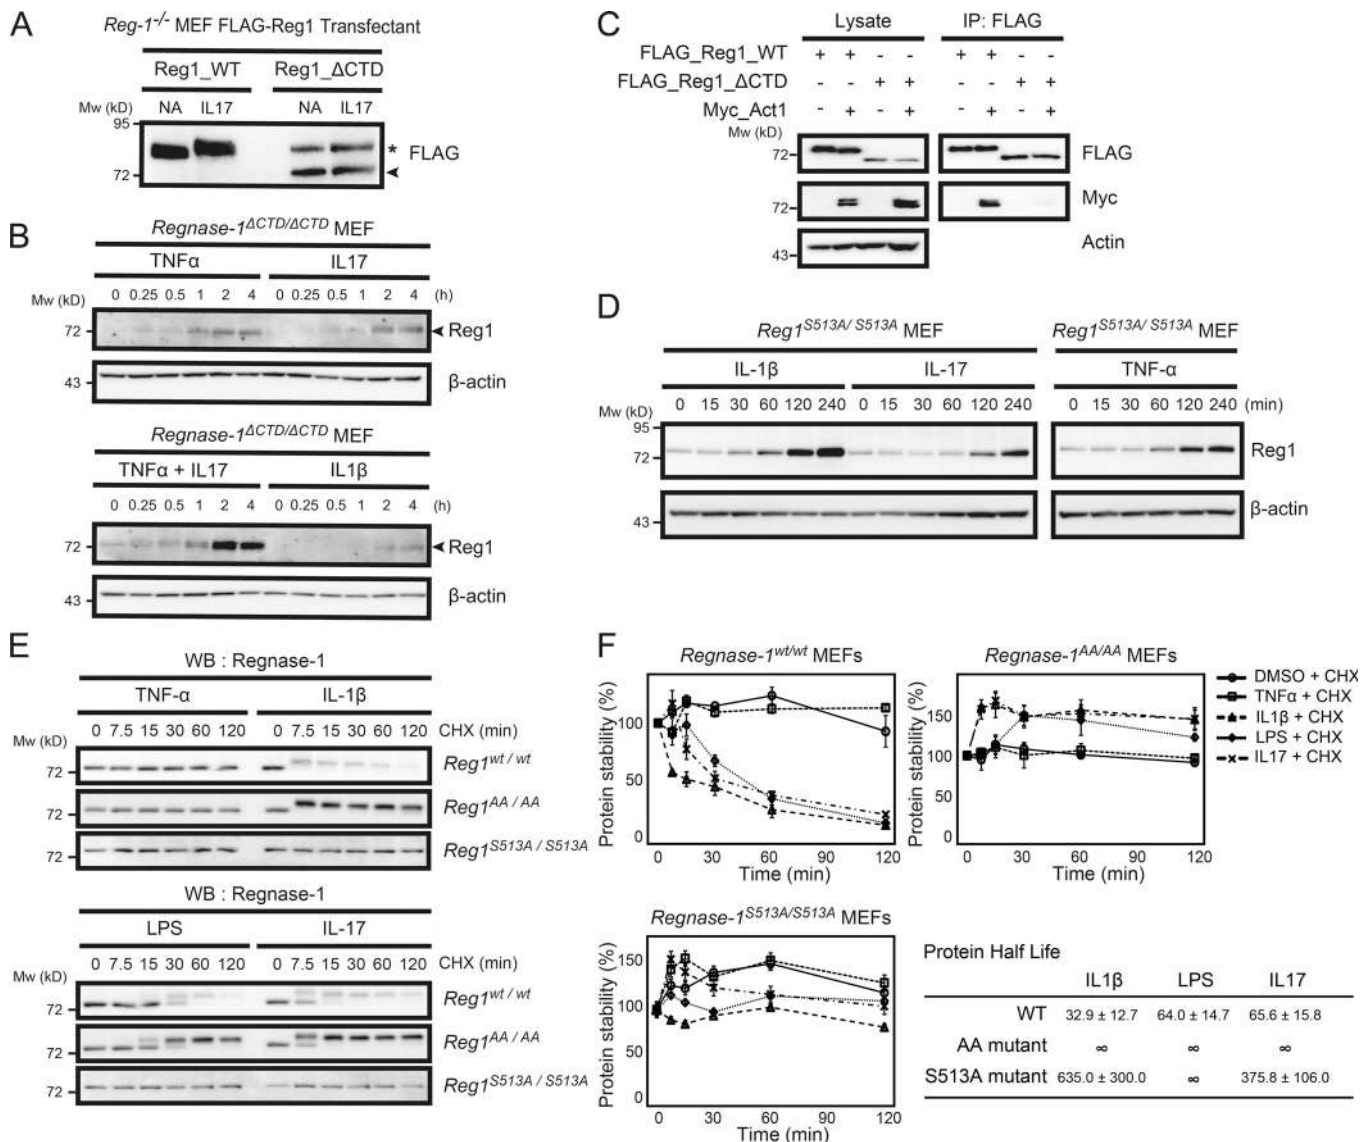 A
Reg-1-/- MEF FLAG-Reg1 Transfectant
Reg1_WT Reg1_ΔCTD
Mw (kD) NA IL17 NA IL17
95
* FLAG
72
B
Regnase-1ΔCTD/ΔCTD MEF
TNFα IL17
Mw (kD) 0 0.25 0.5 1 2 4 0 0.25 0.5 1 2 4 (h)
72 Reg1
43 β-actin
Regnase-1ΔCTD/ΔCTD MEF
TNFα + IL17 IL1β
Mw (kD) 0 0.25 0.5 1 2 4 0 0.25 0.5 1 2 4 (h)
72 Reg1
43 β-actin
C
Lysate IP: FLAG
FLAG_Reg1_WT + + - - + + - -
FLAG_Reg1_ΔCTD - - + + - - + +
Myc_Act1 - + - + - + - +
Mw (kD)
72 FLAG
72 Myc
43 Actin
D
Reg1S513A/ S513A MEF Reg1S513A/ S513A MEF
IL-1β IL-17 TNF-α
Mw (kD) 0 15 30 60 120 240 0 15 30 60 120 240 0 15 30 60 120 240 (min)
95
72 Reg1
43 β-actin
E
WB : Regnase-1
TNF-α IL-1β
Mw (kD) 0 7.5 15 30 60 120 0 7.5 15 30 60 120 CHX (min)
72 Reg1wt / wt
72 Reg1AA / AA
72 Reg1S513A / S513A
WB : Regnase-1
LPS IL-17
Mw (kD) 0 7.5 15 30 60 120 0 7.5 15 30 60 120 CHX (min)
72 Reg1wt / wt
72 Reg1AA / AA
72 Reg1S513A / S513A
F
Regnase-1wt/wt MEFs
Protein stability (%)
100
50
0
0 30 60 90 120
Time (min)
Regnase-1AA/AA MEFs
Protein stability (%)
150
100
50
0
0 30 60 90 120
Time (min)
DMSO + CHX
TNFα + CHX
IL1β + CHX
LPS + CHX
IL17 + CHX
Regnase-1S513A/S513A MEFs
Protein stability (%)
150
100
50
0
0 30 60 90 120
Time (min)
Protein Half Life
IL1β LPS IL17
WT 32.9 ± 12.7 64.0 ± 14.7 65.6 ± 15.8
AA mutant ∞ ∞ ∞
S513A mutant 635.0 ± 300.0 ∞ 375.8 ± 106.0